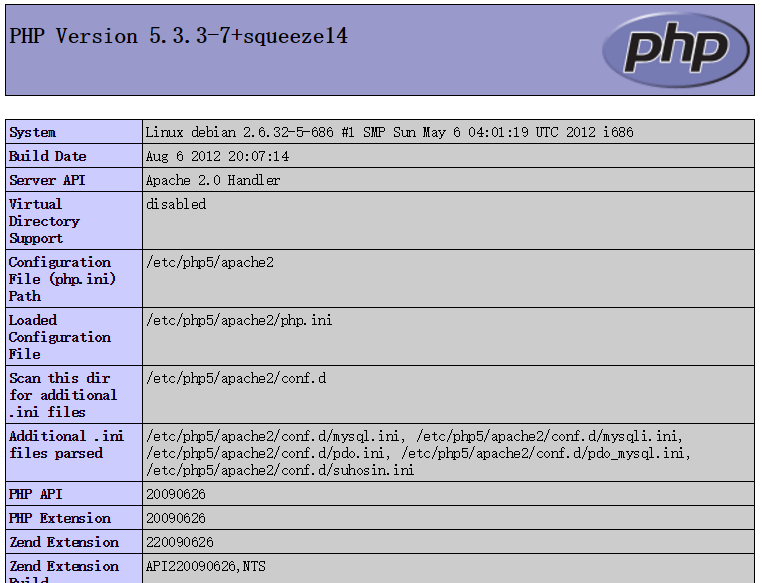 PHP Version 5.3.3-7+squeeze14
php
System Linux debian 2.6.32-5-686 #1 SMP Sun May 6 04:01:19 UTC 2012 i686
Build Date Aug 6 2012 20:07:14
Server API Apache 2.0 Handler
Virtual
Directory
Support
disabled
Configuration
File (php.ini)
Path
/etc/php5/apache2
Loaded
Configuration
File
/etc/php5/apache2/php.ini
Scan this dir
for additional
.ini files
/etc/php5/apache2/conf.d
Additional .ini
files parsed
/etc/php5/apache2/conf.d/mysql.ini, /etc/php5/apache2/conf.d/mysqli.ini,
/etc/php5/apache2/conf.d/pdo.ini, /etc/php5/apache2/conf.d/pdo_mysql.ini,
/etc/php5/apache2/conf.d/suhosin.ini
PHP API 20090626
PHP Extension 20090626
Zend Extension 220090626
Zend Extension
Build
API220090626,NTS